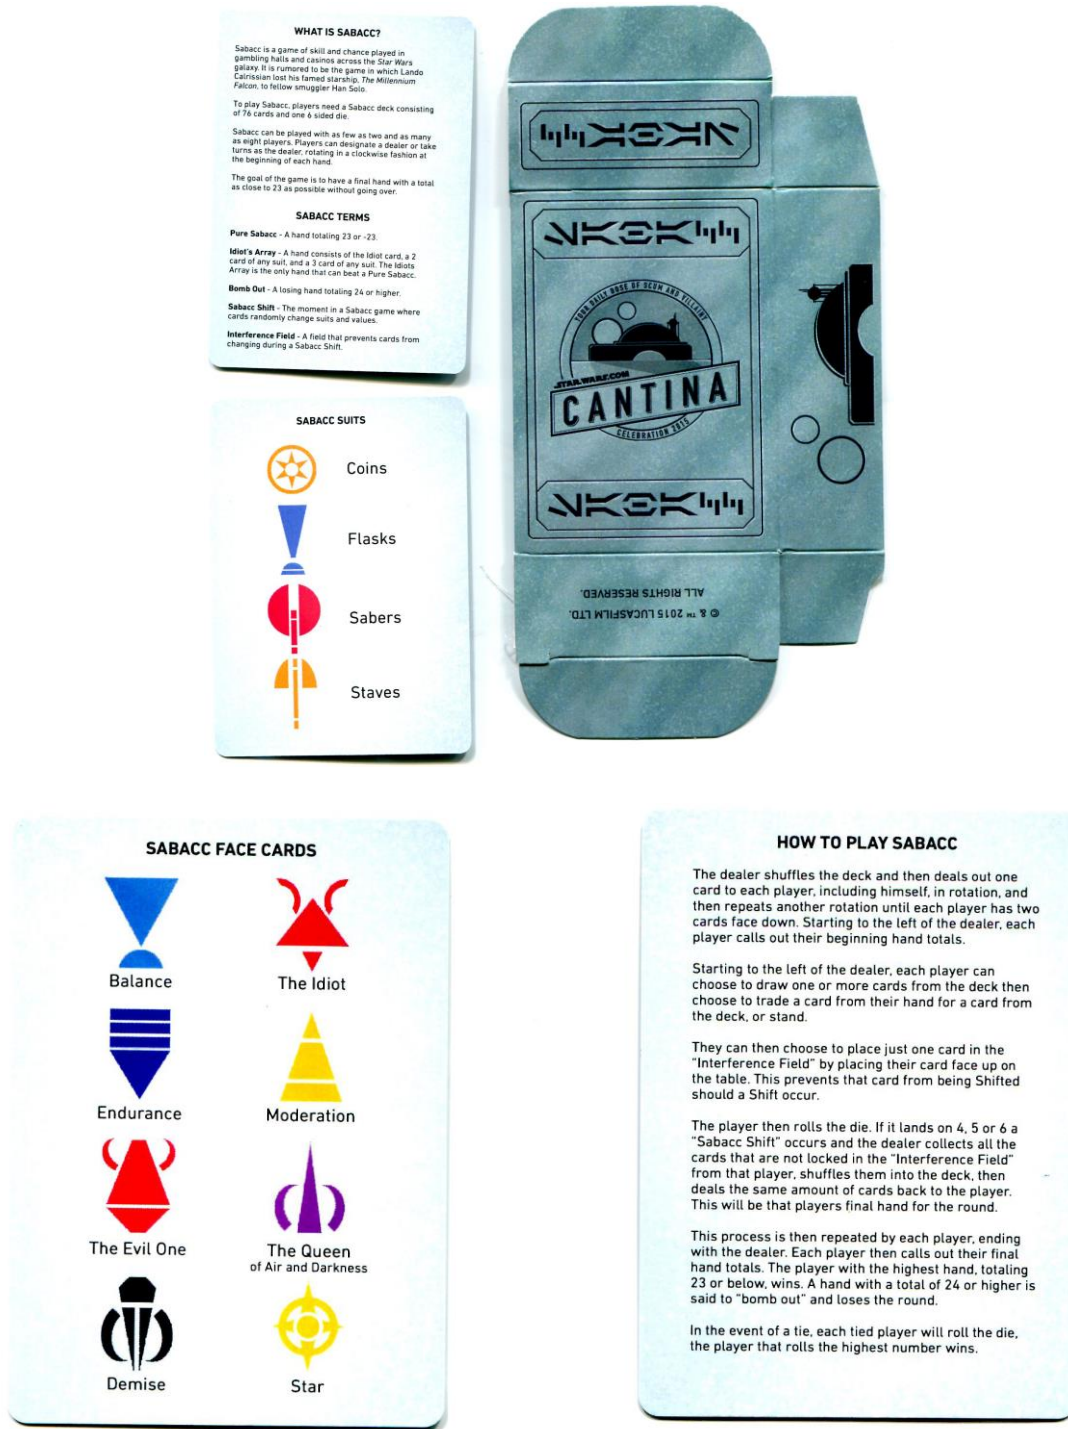 WHAT IS SABACC?
Sabacc is a game of skill and chance played in
gambling halls and casinos across the Star Wars
galaxy. It is rumored to be the game in which Lando
Calrissian lost his famed starship, The Millennium
Falcon, to fellow smuggler Han Solo.
To play Sabacc, players need a Sabacc deck consisting
of 76 cards and one 6 sided die.
Sabacc can be played with as few as two and as many
as eight players. Players can designate a dealer or take
turns as the dealer, rotating in a clockwise fashion at
the beginning of each hand.
The goal of the game is to have a final hand with a total
as close to 23 as possible without going over.
SABACC TERMS
Pure Sabacc - A hand totaling 23 or -23.
Idiot's Array - A hand consists of the Idiot card, a 2
card of any suit, and a 3 card of any suit. The Idiots
Array is the only hand that can beat a Pure Sabacc.
Bomb Out - A losing hand totaling 24 or higher.
Sabacc Shift - The moment in a Sabacc game where
cards randomly change suits and values.
Interference Field - A field that prevents cards from
changing during a Sabacc Shift.
YOUR DAILY DOSE OF SCUM AND VILLAINY
STAR.WARS.COM
CANTINA
CELEBRATION 2015
© & ™ 2015 LUCASFILM LTD.
ALL RIGHTS RESERVED.
SABACC SUITS
Coins
Flasks
Sabers
Staves
SABACC FACE CARDS
Balance
The Idiot
Endurance
Moderation
The Evil One
The Queen
of Air and Darkness
Demise
Star
HOW TO PLAY SABACC
The dealer shuffles the deck and then deals out one
card to each player, including himself, in rotation, and
then repeats another rotation until each player has two
cards face down. Starting to the left of the dealer, each
player calls out their beginning hand totals.
Starting to the left of the dealer, each player can
choose to draw one or more cards from the deck then
choose to trade a card from their hand for a card from
the deck, or stand.
They can then choose to place just one card in the
"Interference Field" by placing their card face up on
the table. This prevents that card from being Shifted
should a Shift occur.
The player then rolls the die. If it lands on 4, 5 or 6 a
"Sabacc Shift" occurs and the dealer collects all the
cards that are not locked in the "Interference Field"
from that player, shuffles them into the deck, then
deals the same amount of cards back to the player.
This will be that players final hand for the round.
This process is then repeated by each player, ending
with the dealer. Each player then calls out their final
hand totals. The player with the highest hand, totaling
23 or below, wins. A hand with a total of 24 or higher is
said to "bomb out" and loses the round.
In the event of a tie, each tied player will roll the die,
the player that rolls the highest number wins.